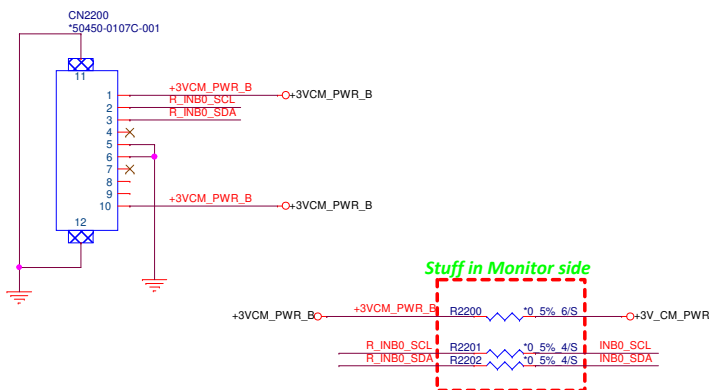 CN2200
*50450-0107C-001
11
1 +3VCM_PWR_B +3VCM_PWR_B
2 R_INB0_SCL
3 R_INB0_SDA
4
5
6
7
8
9
10 +3VCM_PWR_B +3VCM_PWR_B
12
Stuff in Monitor side
+3VCM_PWR_B +3VCM_PWR_B R2200 *0_5%_6/S +3V_CM_PWR
R_INB0_SCL R2201 *0_5%_4/S INB0_SCL
R_INB0_SDA R2202 *0_5%_4/S INB0_SDA